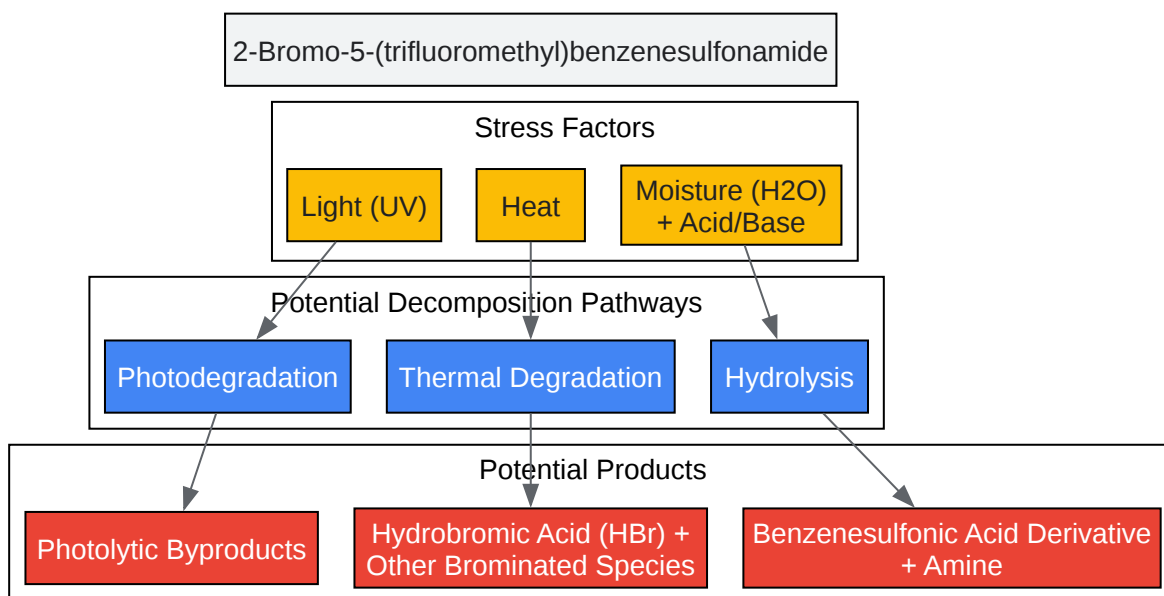 2-Bromo-5-(trifluoromethyl)benzenesulfonamide
Stress Factors
Light (UV)
Heat
Moisture (H2O)
+ Acid/Base
Potential Decomposition Pathways
Photodegradation
Thermal Degradation
Hydrolysis
Potential Products
Photolytic Byproducts
Hydrobromic Acid (HBr) +
Other Brominated Species
Benzenesulfonic Acid Derivative
+ Amine